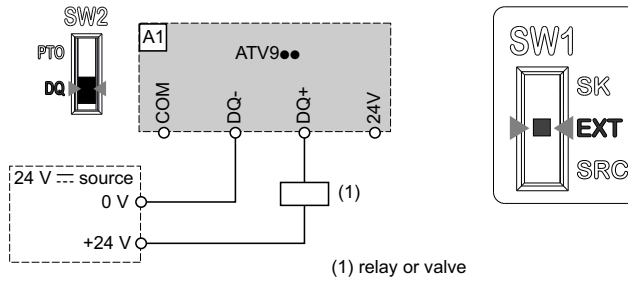 SW2
PTO
DQ
A1
ATV9●●
COM
DQ-
DQ+
24V
24 V ⎓ source
0 V
+24 V
(1)
(1) relay or valve
SW1
SK
EXT
SRC